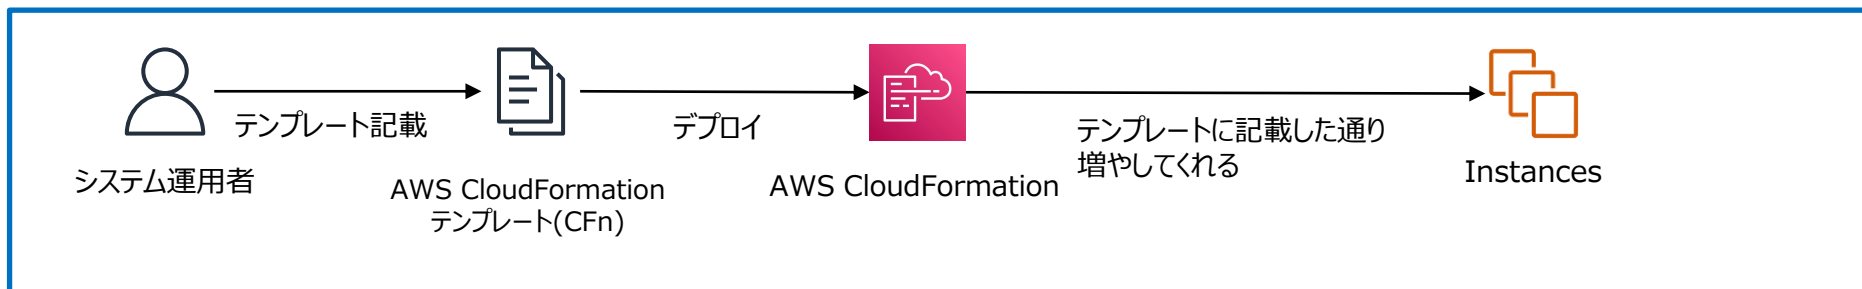 テンプレート記載
デプロイ
テンプレートに記載した通り
増やしてくれる
システム運用者
AWS CloudFormation
テンプレート(CFn)
AWS CloudFormation
Instances